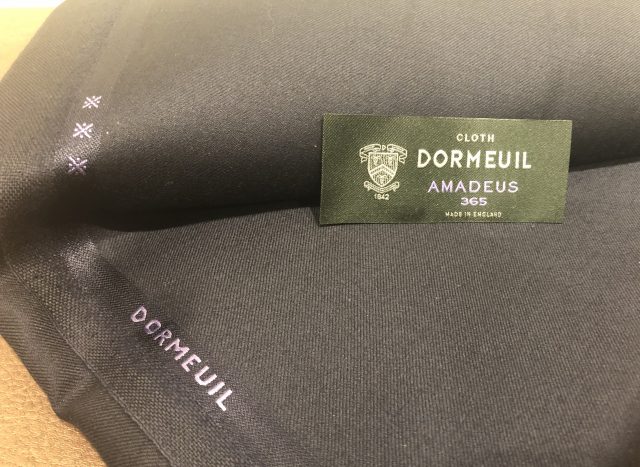 CLOTH
DORMEUIL
AMADEUS
365
1842
MADE IN ENGLAND
DORMEUIL